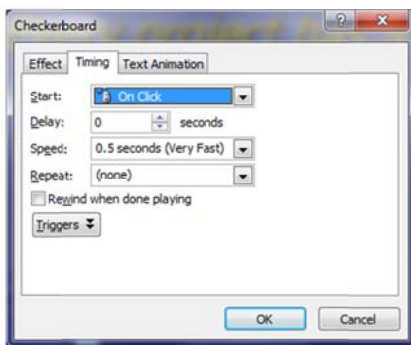 Checkerboard
Effect Timing Text Animation
Start: On Click
Delay: 0 seconds
Speed: 0.5 seconds (Very Fast)
Repeat: (none)
Rewind when done playing
Triggers
OK Cancel